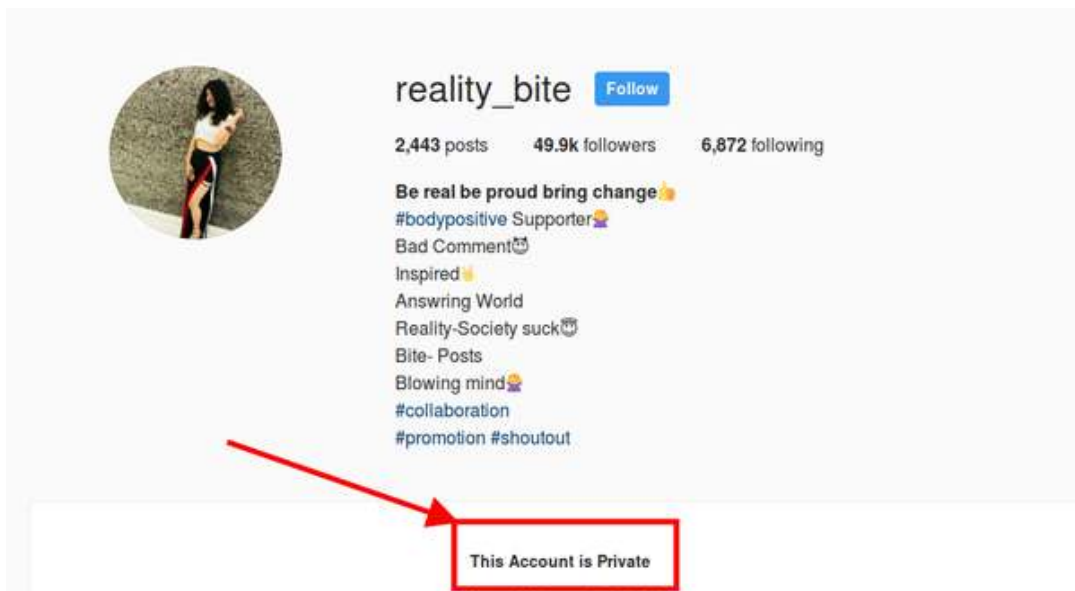 reality_bite Follow
2,443 posts 49.9k followers 6,872 following
Be real be proud bring change👍
#bodypositive Supporter🙅
Bad Comment😈
Inspired🤘
Answring World
Reality-Society suck😇
Bite- Posts
Blowing mind🙅
#collaboration
#promotion #shoutout
This Account is Private